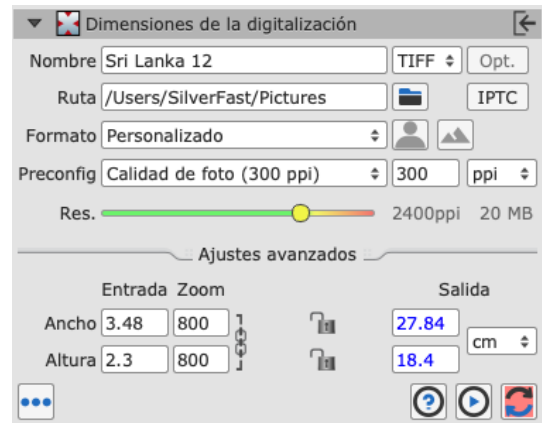 Dimensiones de la digitalización
Nombre Sri Lanka 12 TIFF Opt.
Ruta /Users/SilverFast/Pictures IPTC
Formato Personalizado
Preconfig Calidad de foto (300 ppi) 300 ppi
Res. 2400ppi 20 MB
Ajustes avanzados
Entrada Zoom Salida
Ancho 3.48 800 27.84
cm
Altura 2.3 800 18.4